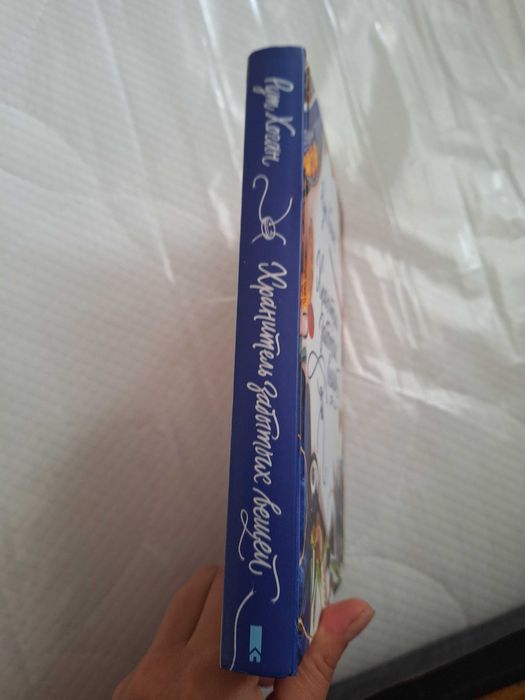 Рут Хоган
Хранитель забытых вещей